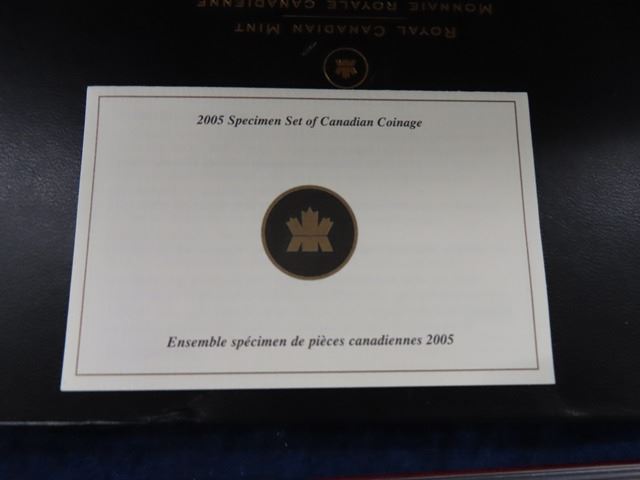 MONNAIE ROYALE CANADIENNE
ROYAL CANADIAN MINT
2005 Specimen Set of Canadian Coinage
Ensemble spécimen de pièces canadiennes 2005